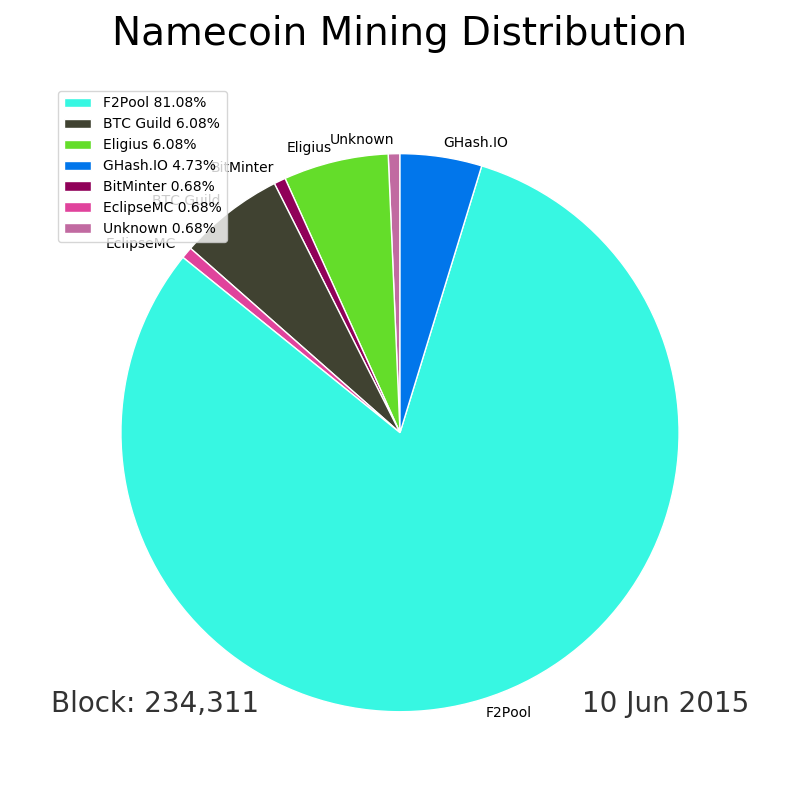 Namecoin Mining Distribution
F2Pool 81.08%
BTC Guild 6.08%
Eligius 6.08%
GHash.IO 4.73%
BitMinter 0.68%
EclipseMC 0.68%
Unknown 0.68%
GHash.IO
Unknown
Eligius
BitMinter
BTC Guild
EclipseMC
F2Pool
Block: 234,311
10 Jun 2015